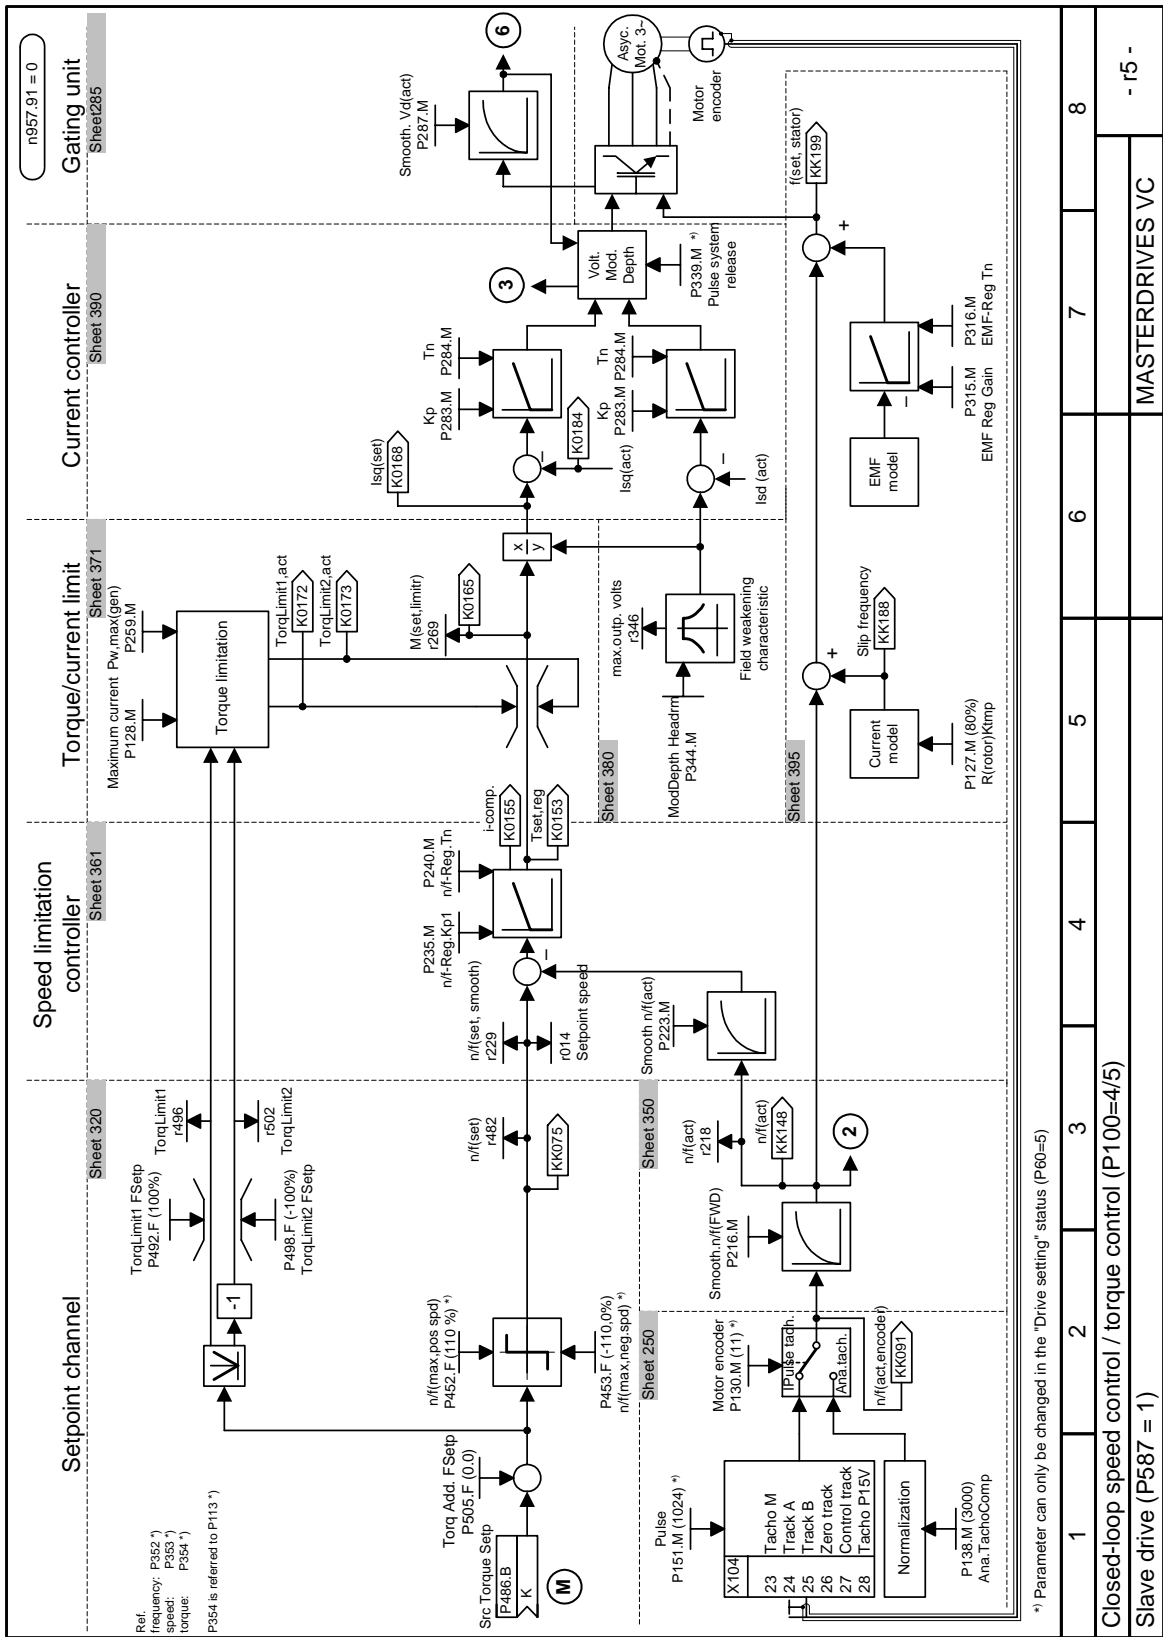 n957.91 = 0
Setpoint channel
Speed limitation
controller
Torque/current limit
Current controller
Gating unit
Sheet 320
Sheet 361
Sheet 371
Sheet 390
Sheet285
Ref.
frequency: P352 *)
speed: P353 *)
torque: P354 *)
P354 is referred to P113 *)
TorqLimit1 FSetp
P492.F (100%)
TorqLimit1
r496
-1
P498.F (-100%)
TorqLimit2 FSetp
r502
TorqLimit2
Maximum current
P128.M
Pw,max(gen)
P259.M
Torque limitation
TorqLimit1,act
K0172
TorqLimit2,act
K0173
Smooth. Vd(act)
P287.M
6
Src Torque Setp
P486.B
K
M
Torq Add. FSetp
P505.F (0.0)
n/f(max,pos spd)
P452.F (110 %) *)
P453.F (-110,0%)
n/f(max,neg.spd) *)
n/f(set)
r482
KK075
n/f(set, smooth)
r229
r014
Setpoint speed
P235.M
n/f-Reg.Kp1
P240.M
n/f-Reg.Tn
i-comp.
K0155
Tset,reg
K0153
–
M(set,limitr)
r269
K0165
x
y
Isq(set)
K0168
–
K0184
Isq(act)
Kp
P283.M
Tn
P284.M
3
Volt.
Mod.
Depth
P339.M *)
Pulse system
release
Asyc.
Mot. 3~
Motor
encoder
Sheet 380
max.outp. volts
r346
ModDepth Headrm
P344.M
Field weakening
characteristic
–
Isd (act)
Kp
P283.M
Tn
P284.M
Sheet 250
Sheet 350
Sheet 395
Smooth n/f(act)
P223.M
n/f(act)
r218
n/f(act)
KK148
2
Smooth.n/f(FWD)
P216.M
Motor encoder
P130.M (11) *)
IPulse tach.
Ana.tach.
n/f(act,encoder)
KK091
Pulse
P151.M (1024) *)
X104
23 Tacho M
24 Track A
25 Track B
26 Zero track
27 Control track
28 Tacho P15V
Normalization
P138.M (3000)
Ana.TachoComp
+
Slip frequency
KK188
Current
model
P127.M (80%)
R(rotor)Ktmp
EMF
model
–
P315.M
EMF Reg Gain
P316.M
EMF-Reg Tn
+
f(set, stator)
KK199
*) Parameter can only be changed in the "Drive setting" status (P60=5)
1 2 3 4 5 6 7 8
Closed-loop speed control / torque control (P100=4/5)
- r5 -
Slave drive (P587 = 1)
MASTERDRIVES VC